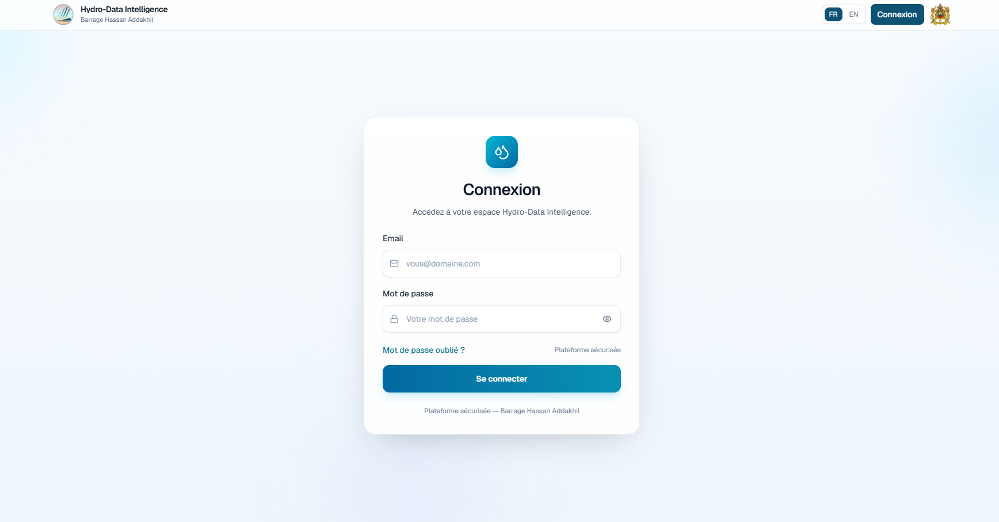 Hydro-Data Intelligence
Barrage Hassan Addakhil
FR EN Connexion
Connexion
Accédez à votre espace Hydro-Data Intelligence.
Email
vous@domaine.com
Mot de passe
Votre mot de passe
Mot de passe oublié ? Plateforme sécurisée
Se connecter
Plateforme sécurisée — Barrage Hassan Addakhil